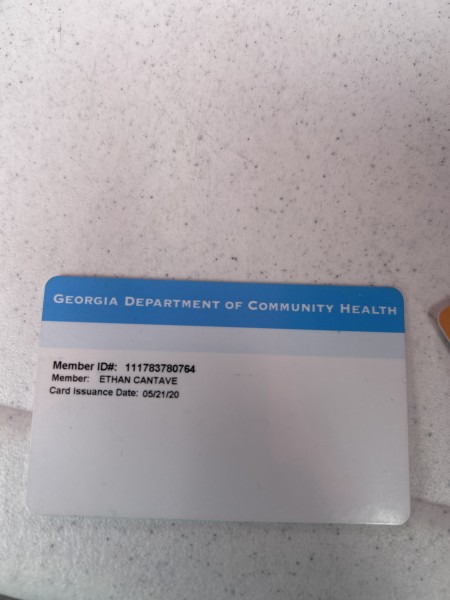 GEORGIA DEPARTMENT OF COMMUNITY HEALTH
Member ID#: 111783780764
Member: ETHAN CANTAVE
Card Issuance Date: 05/21/20